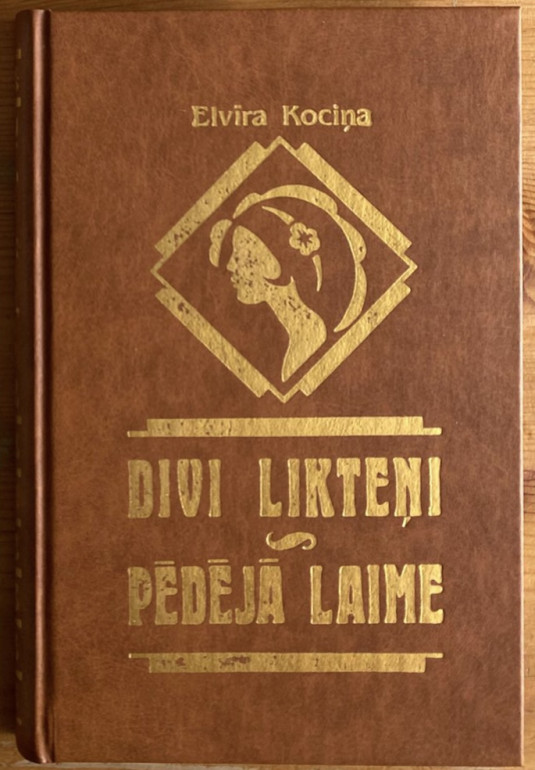 Elvīra Kociņa
DIVI LIKTEŅI
PĒDĒJĀ LAIME